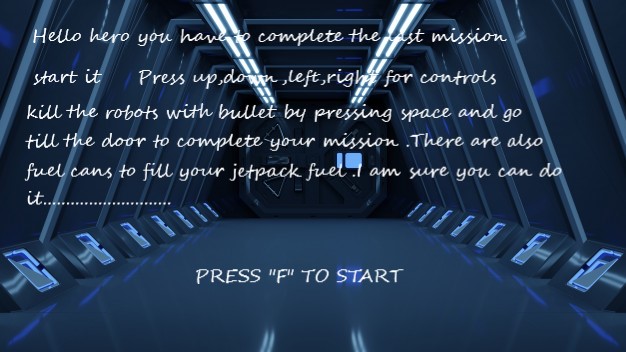 Hello hero you have to complete the last mission
start it Press up,down ,left,right for controls
kill the robots with bullet by pressing space and go
till the door to complete your mission .There are also
fuel cans to fill your jetpack fuel .I am sure you can do
it............................
PRESS "F" TO START